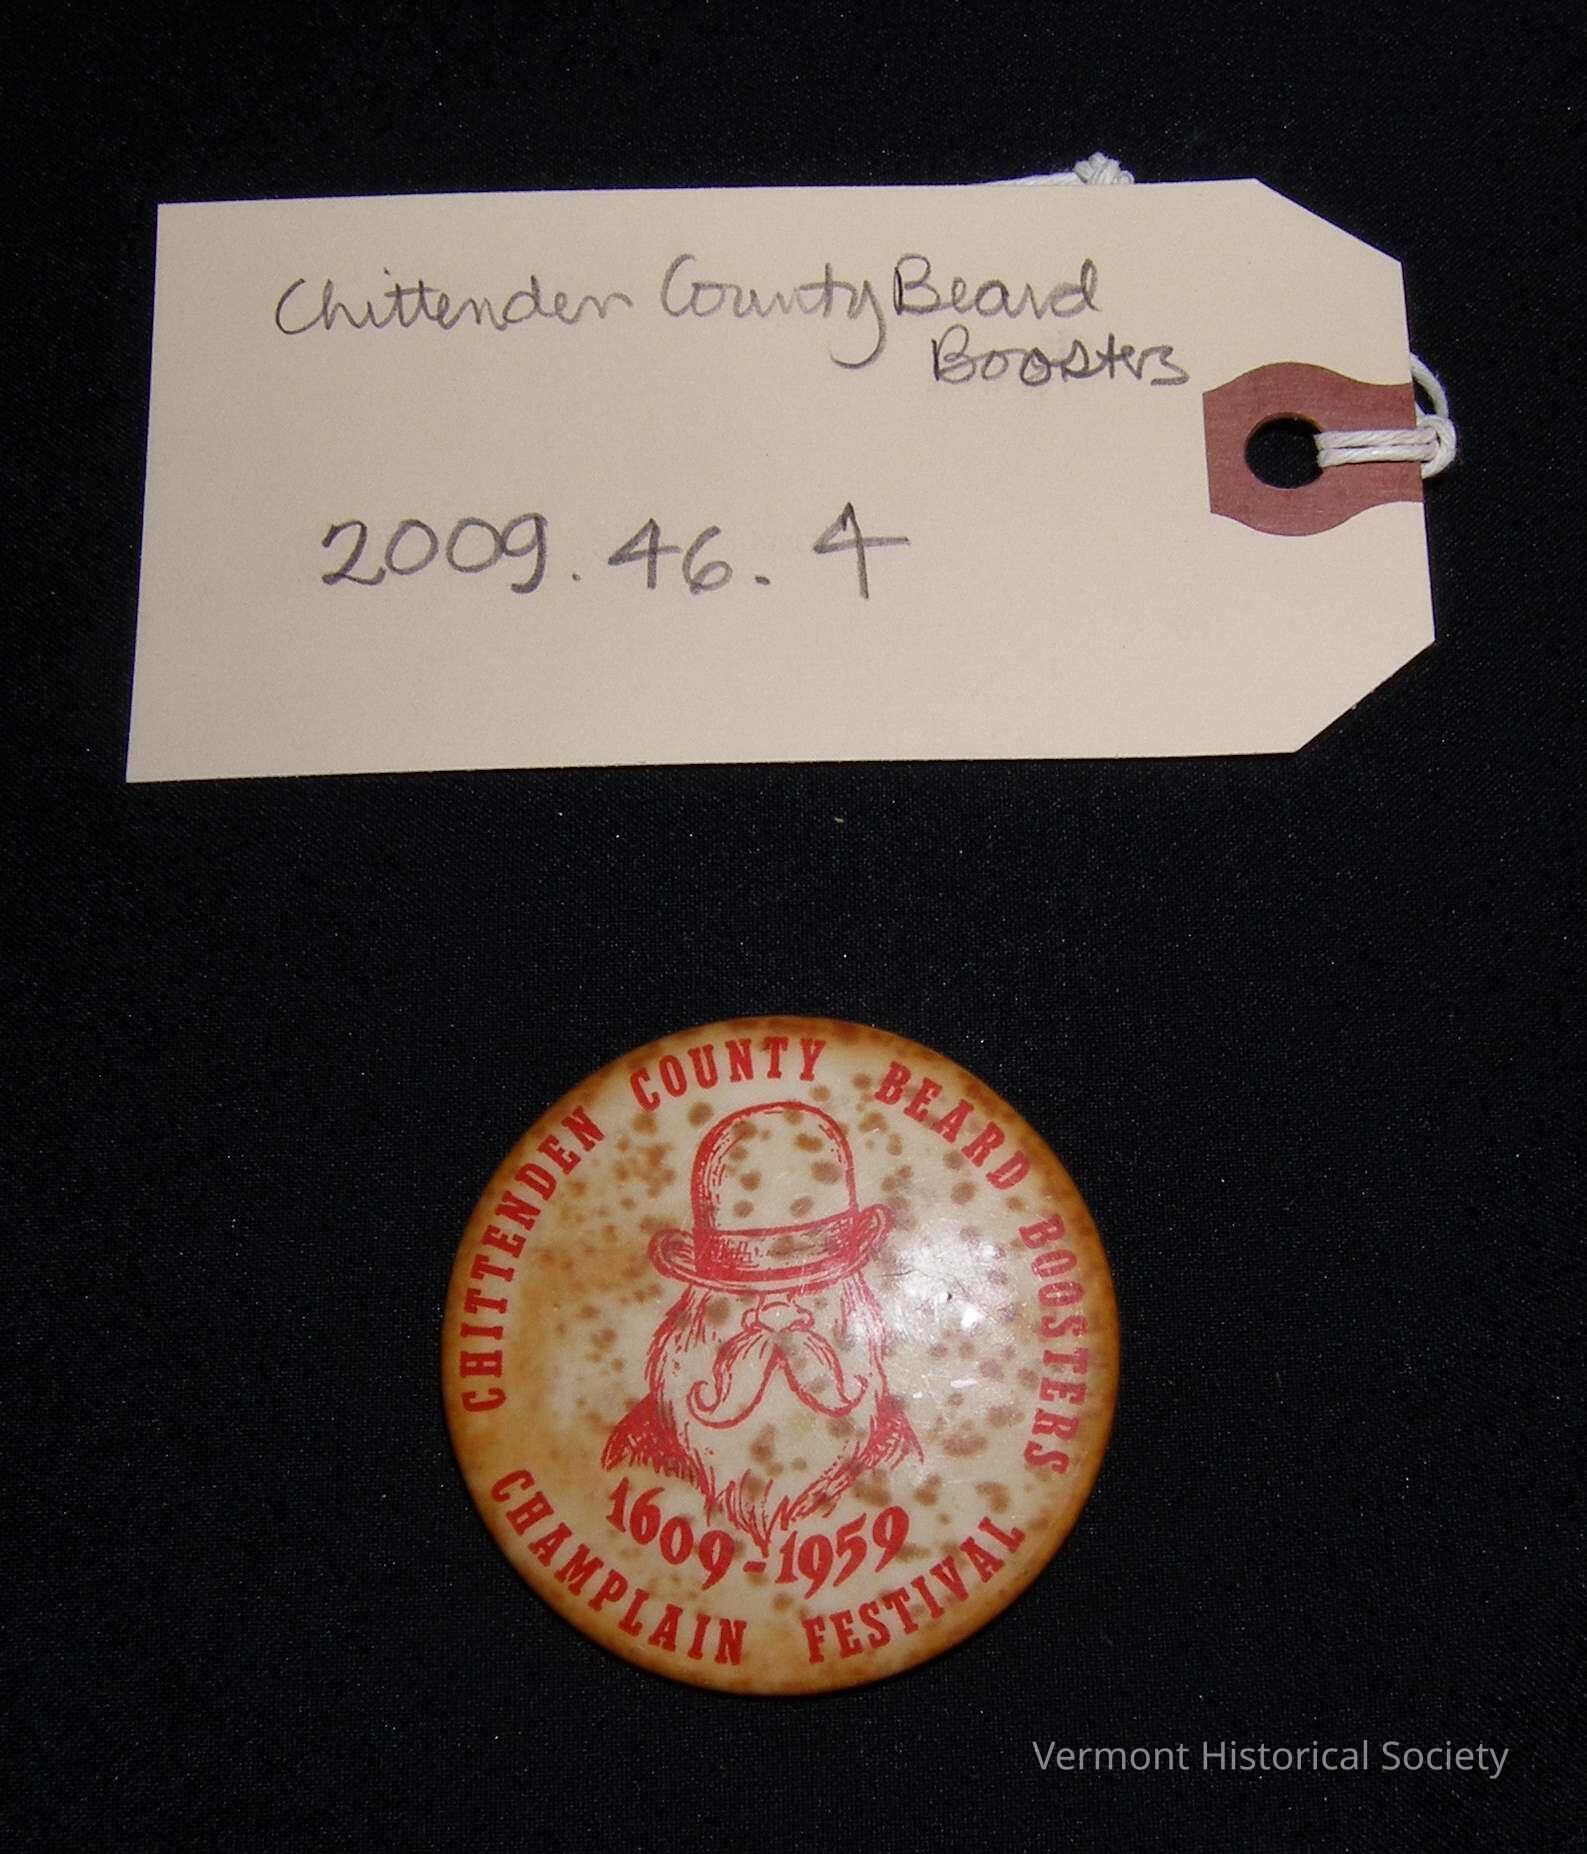 Chittenden County Beard
Boosters
2009.46.4
CHITTENDEN COUNTY BEARD BOOSTERS
1609-1959
CHAMPLAIN FESTIVAL
Vermont Historical Society